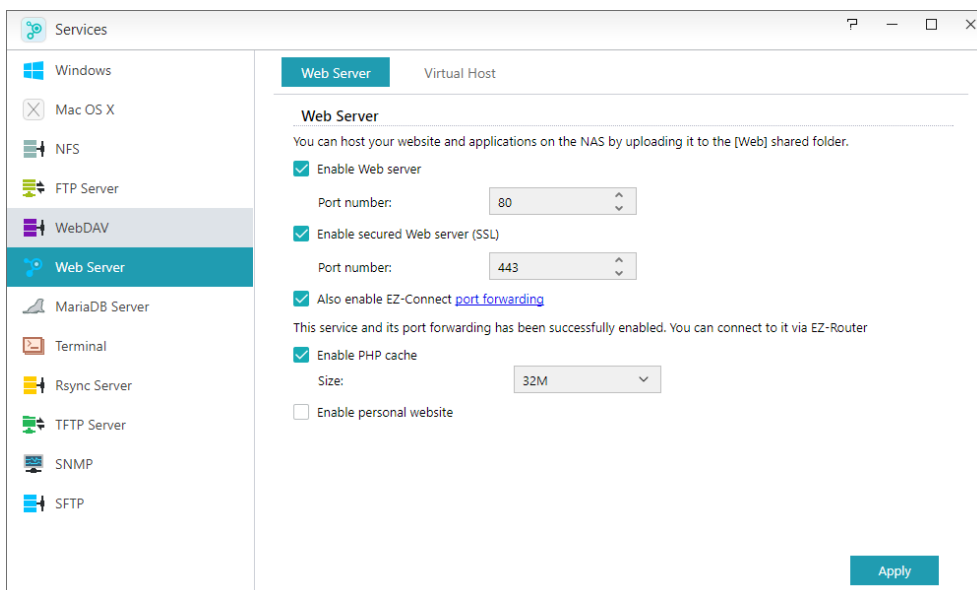 Services
Windows
Mac OS X
NFS
FTP Server
WebDAV
Web Server
MariaDB Server
Terminal
Rsync Server
TFTP Server
SNMP
SFTP
Web Server
Virtual Host
Web Server
You can host your website and applications on the NAS by uploading it to the [Web] shared folder.
Enable Web server
Port number: 80
Enable secured Web server (SSL)
Port number: 443
Also enable EZ-Connect port forwarding
This service and its port forwarding has been successfully enabled. You can connect to it via EZ-Router
Enable PHP cache
Size: 32M
Enable personal website
Apply